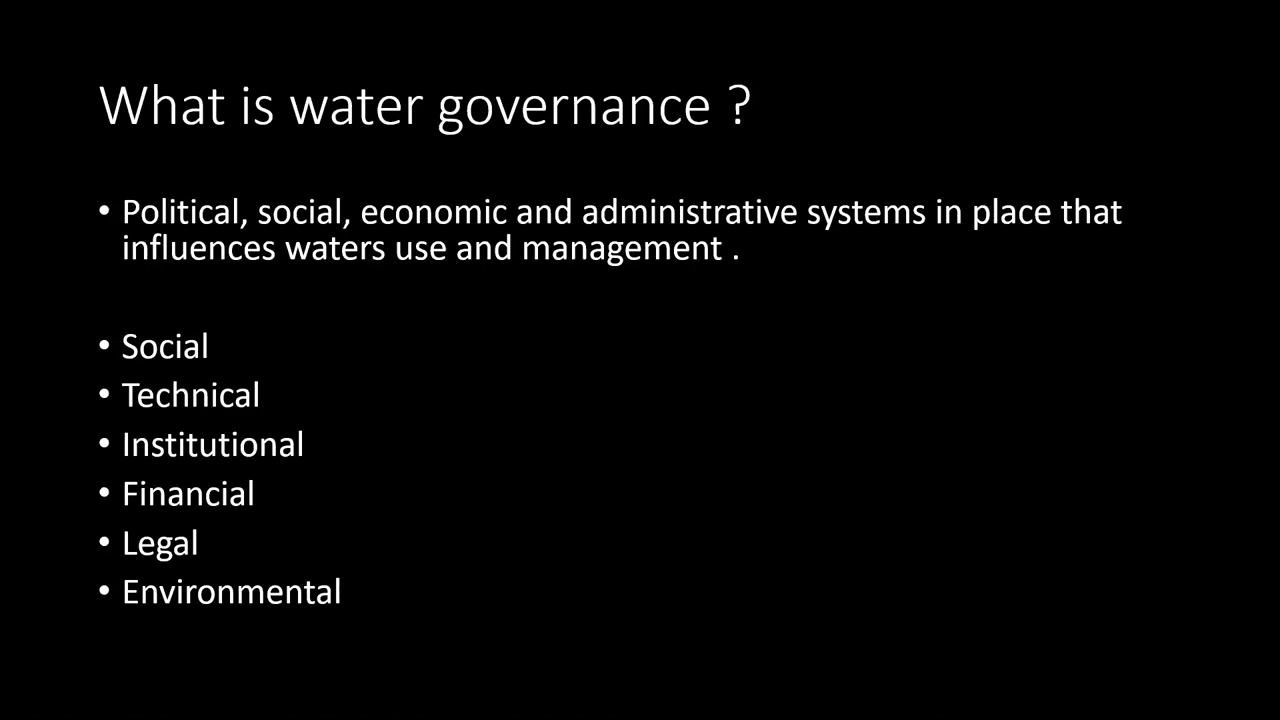 What is water governance ?
• Political, social, economic and administrative systems in place that
influences waters use and management .
• Social
• Technical
• Institutional
• Financial
• Legal
• Environmental